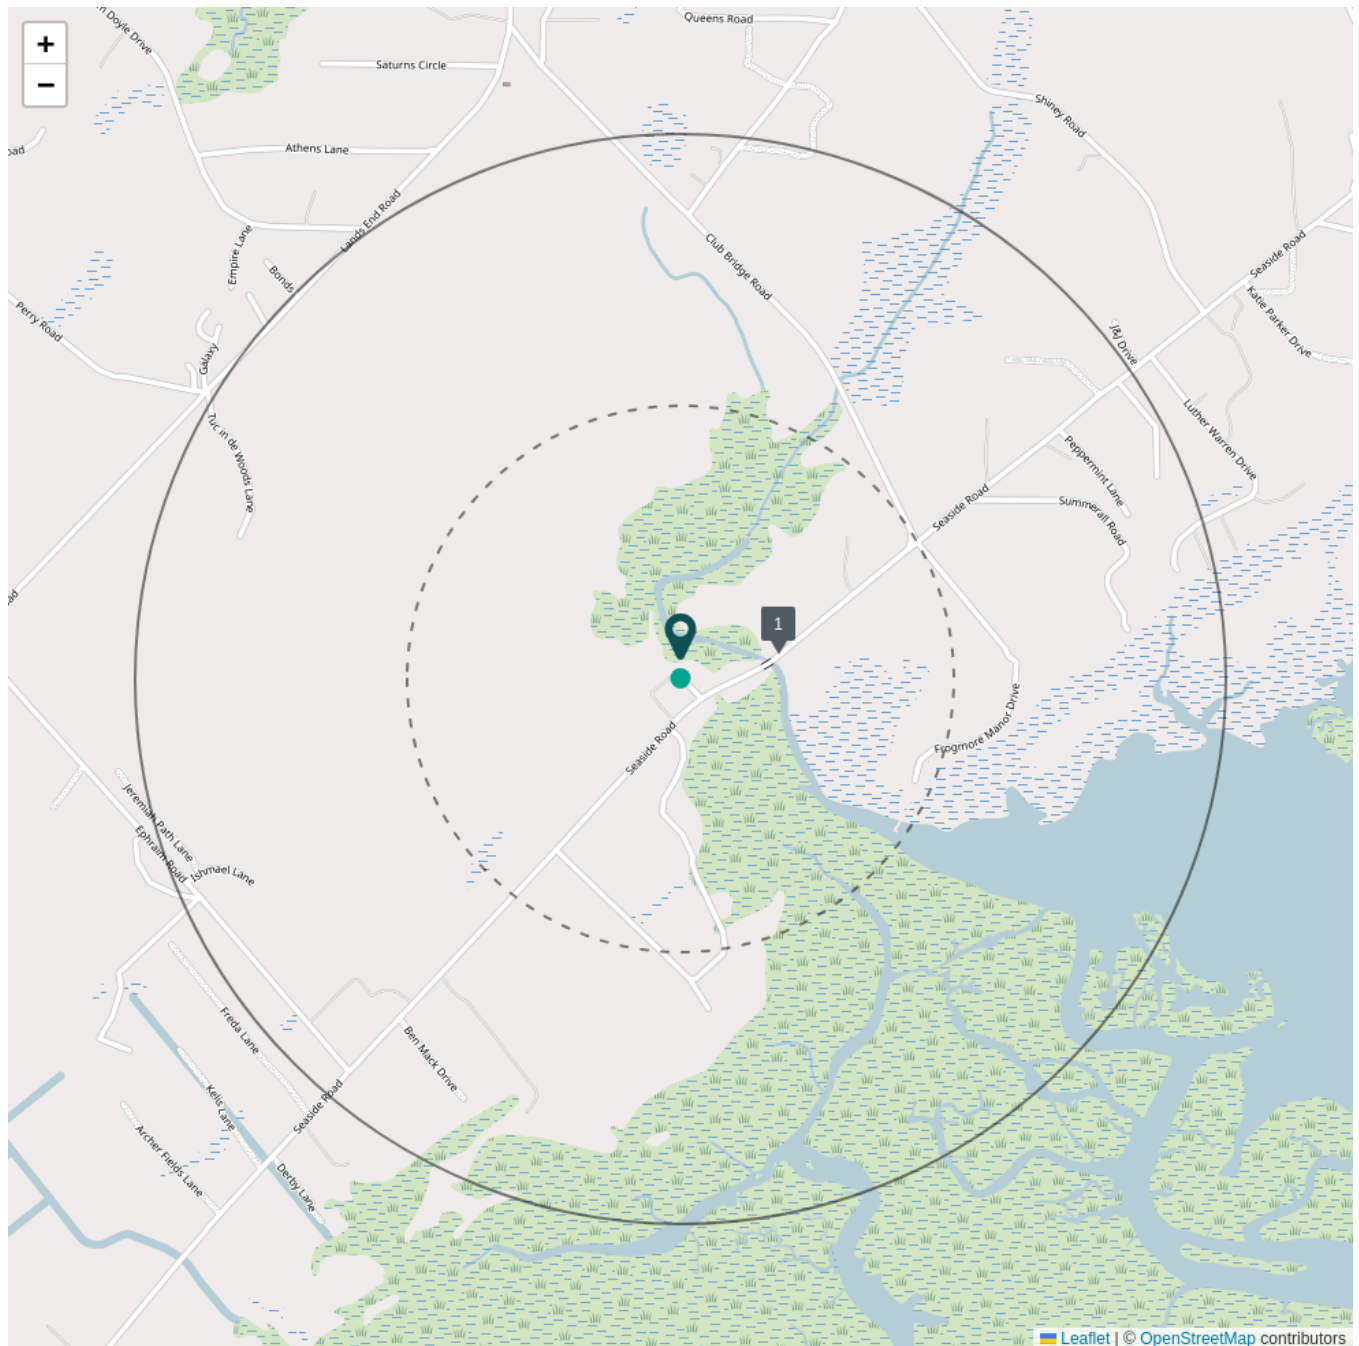 +
−
Doyle Drive
Queens Road
Saturns Circle
Shiney Road
Athens Lane
Lands End Road
Empire Lane
Bonds
Club Bridge Road
Seaside Road
Katie Parker Drive
Perry Road
Galaxy
J&J Drive
Luther Warren Drive
Tuc in de Woods Lane
Peppermint Lane
Seaside Road
Summerall Road
1
Seaside Road
Frogmore Manor Drive
Jeremiah Path Lane
Ephraim Road
Ishmael Lane
Freda Lane
Ben Mack Drive
Kelis Lane
Seaside Road
Archer Fields Lane
Derby Lane
Leaflet | © OpenStreetMap contributors